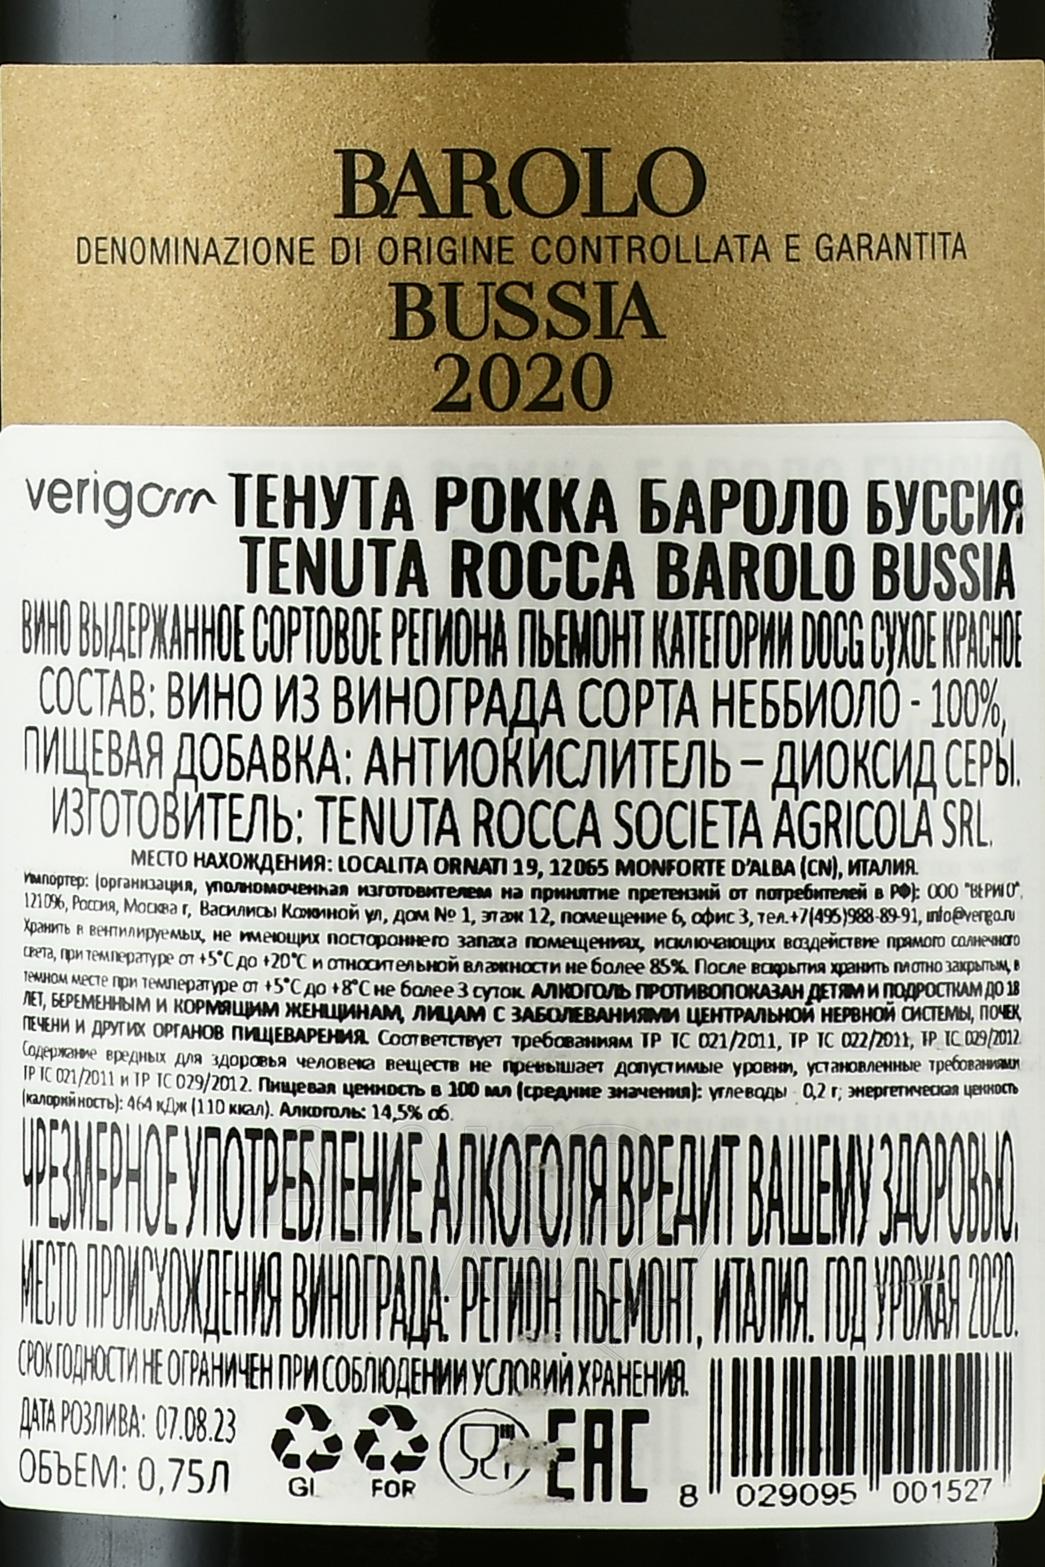 BAROLO
DENOMINAZIONE DI ORIGINE CONTROLLATA E GARANTITA
BUSSIA
2020
verigo ТЕНУТА РОККА БАРОЛО БУССИЯ
TENUTA ROCCA BAROLO BUSSIA
ВИНО ВЫДЕРЖАННОЕ СОРТОВОЕ РЕГИОНА ПЬЕМОНТ КАТЕГОРИИ DOCG СУХОЕ КРАСНОЕ
СОСТАВ: ВИНО ИЗ ВИНОГРАДА СОРТА НЕББИОЛО - 100%,
ПИЩЕВАЯ ДОБАВКА: АНТИОКИСЛИТЕЛЬ – ДИОКСИД СЕРЫ.
ИЗГОТОВИТЕЛЬ: TENUTA ROCCA SOCIETA AGRICOLA SRL.
МЕСТО НАХОЖДЕНИЯ: LOCALITA ORNATI 19, 12065 MONFORTE D'ALBA (CN), ИТАЛИЯ.
Импортер: (организация, уполномоченная изготовителем на принятие претензий от потребителей в РФ): ООО "ВЕРИГО",
121096, Россия, Москва г, Василисы Кожиной ул, дом № 1, этаж 12, помещение 6, офис 3, тел.+7(495)988-89-91, info@verigo.ru
Хранить в вентилируемых, не имеющих постороннего запаха помещениях, исключающих воздействие прямого солнечного
света, при температуре от +5°С до +20°С и относительной влажности не более 85%. После вскрытия хранить плотно закрытым, в
темном месте при температуре от +5°С до +8°С не более 3 суток. АЛКОГОЛЬ ПРОТИВОПОКАЗАН ДЕТЯМ И ПОДРОСТКАМ ДО 18
ЛЕТ, БЕРЕМЕННЫМ И КОРМЯЩИМ ЖЕНЩИНАМ, ЛИЦАМ С ЗАБОЛЕВАНИЯМИ ЦЕНТРАЛЬНОЙ НЕРВНОЙ СИСТЕМЫ, ПОЧЕК,
ПЕЧЕНИ И ДРУГИХ ОРГАНОВ ПИЩЕВАРЕНИЯ. Соответствует требованиям ТР ТС 021/2011, ТР ТС 022/2011, ТР ТС 029/2012.
Содержание вредных для здоровья человека веществ не превышает допустимые уровни, установленные требованиями
ТР ТС 021/2011 и ТР ТС 029/2012. Пищевая ценность в 100 мл (средние значения): углеводы - 0,2 г; энергетическая ценность
(калорийность): 464 кДж (110 ккал). Алкоголь: 14,5% об.
ЧРЕЗМЕРНОЕ УПОТРЕБЛЕНИЕ АЛКОГОЛЯ ВРЕДИТ ВАШЕМУ ЗДОРОВЬЮ.
МЕСТО ПРОИСХОЖДЕНИЯ ВИНОГРАДА: РЕГИОН ПЬЕМОНТ, ИТАЛИЯ. ГОД УРОЖАЯ 2020.
СРОК ГОДНОСТИ НЕ ОГРАНИЧЕН ПРИ СОБЛЮДЕНИИ УСЛОВИЙ ХРАНЕНИЯ.
ДАТА РОЗЛИВА: 07.08.23
ОБЪЕМ: 0,75Л
GL FOR EAC
8 029095 001527